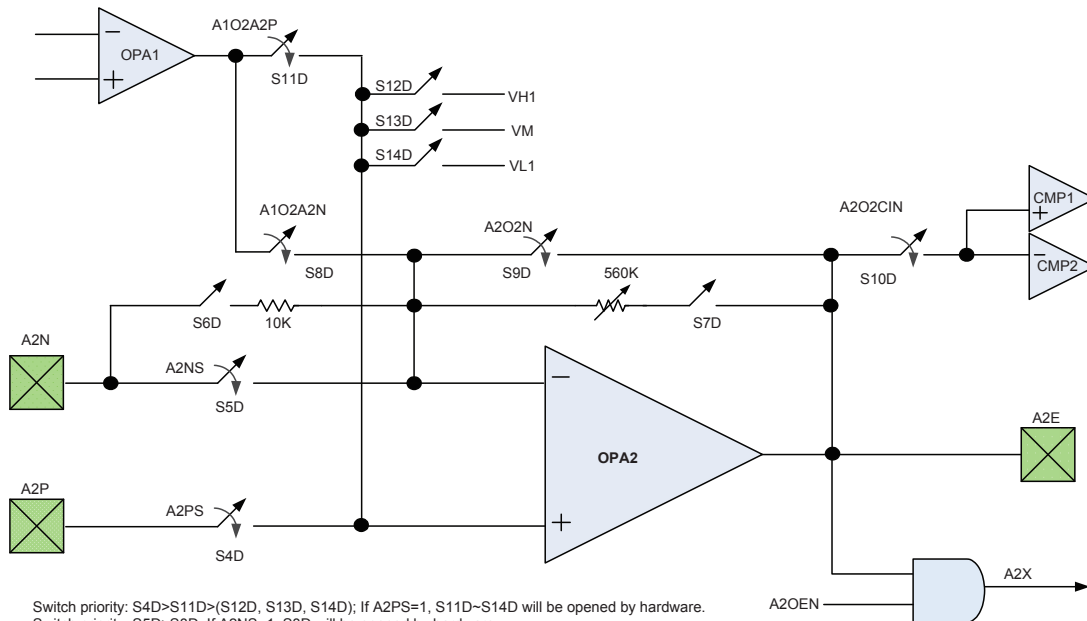 A1O2A2P
OPA1
−
+
S11D
S12D
VH1
S13D
VM
S14D
VL1
A1O2A2N
S8D
A2O2N
S9D
A2O2CIN
S10D
CMP1
+
−
CMP2
560K
S6D
10K
S7D
A2N
A2NS
S5D
−
OPA2
+
A2E
A2P
A2PS
S4D
A2X
A2OEN
Switch priority: S4D>S11D>(S12D, S13D, S14D); If A2PS=1, S11D~S14D will be opened by hardware.